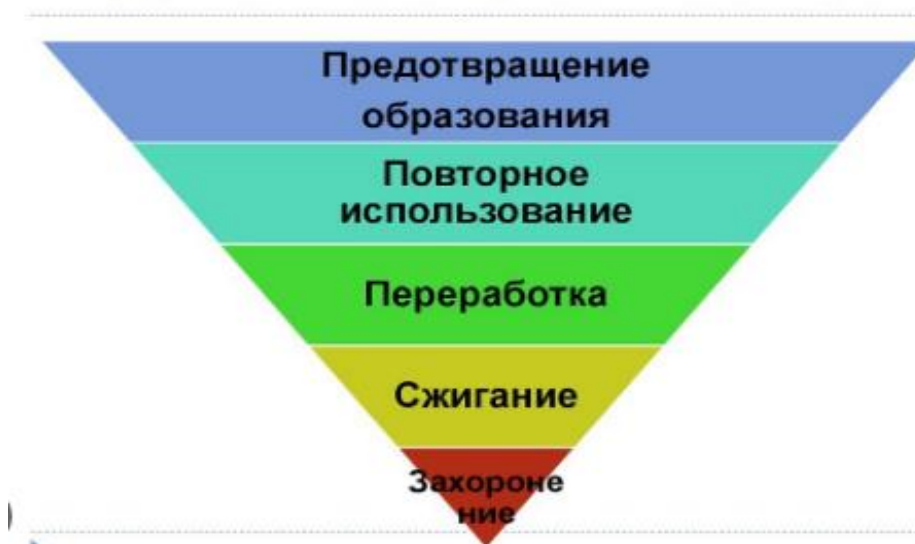 Предотвращение
образования
Повторное
использование
Переработка
Сжигание
Захороне
ние